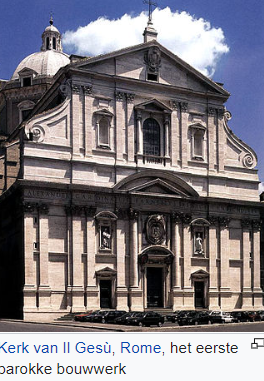 Kerk van Il Gesù, Rome, het eerste
barokke bouwwerk